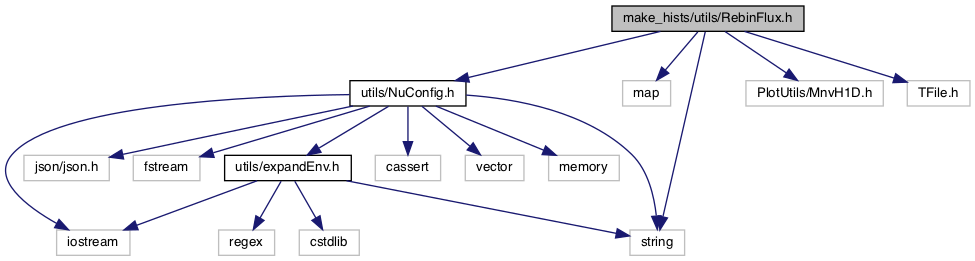 make_hists/utils/RebinFlux.h
utils/NuConfig.h
map
PlotUtils/MnvH1D.h
TFile.h
json/json.h
fstream
utils/expandEnv.h
cassert
vector
memory
iostream
regex
cstdlib
string